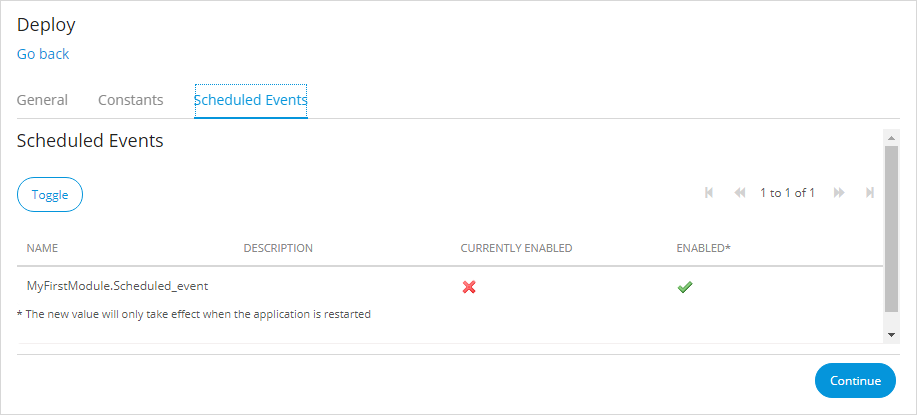 Deploy
Go back
General Constants Scheduled Events
Scheduled Events
Toggle 1 to 1 of 1
NAME DESCRIPTION CURRENTLY ENABLED ENABLED*
MyFirstModule.Scheduled_event
* The new value will only take effect when the application is restarted
Continue